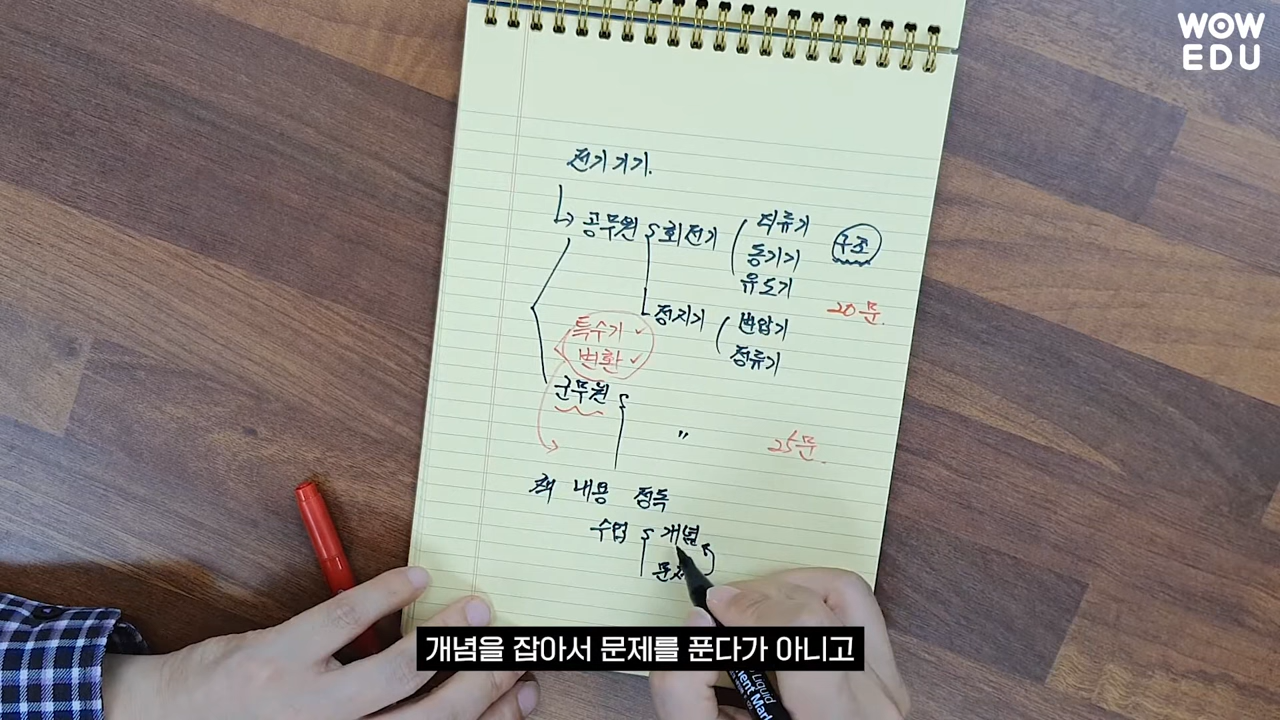 WOW
EDU
전기기기.
공무원 회전기 직류기 구조
동기기
유도기
20문.
정지기 변압기
정류기
특수기
변환
군무원 〃 25문.
책 내용 정독
수업 개념
문제
개념을 잡아서 문제를 푼다가 아니고
Liquid